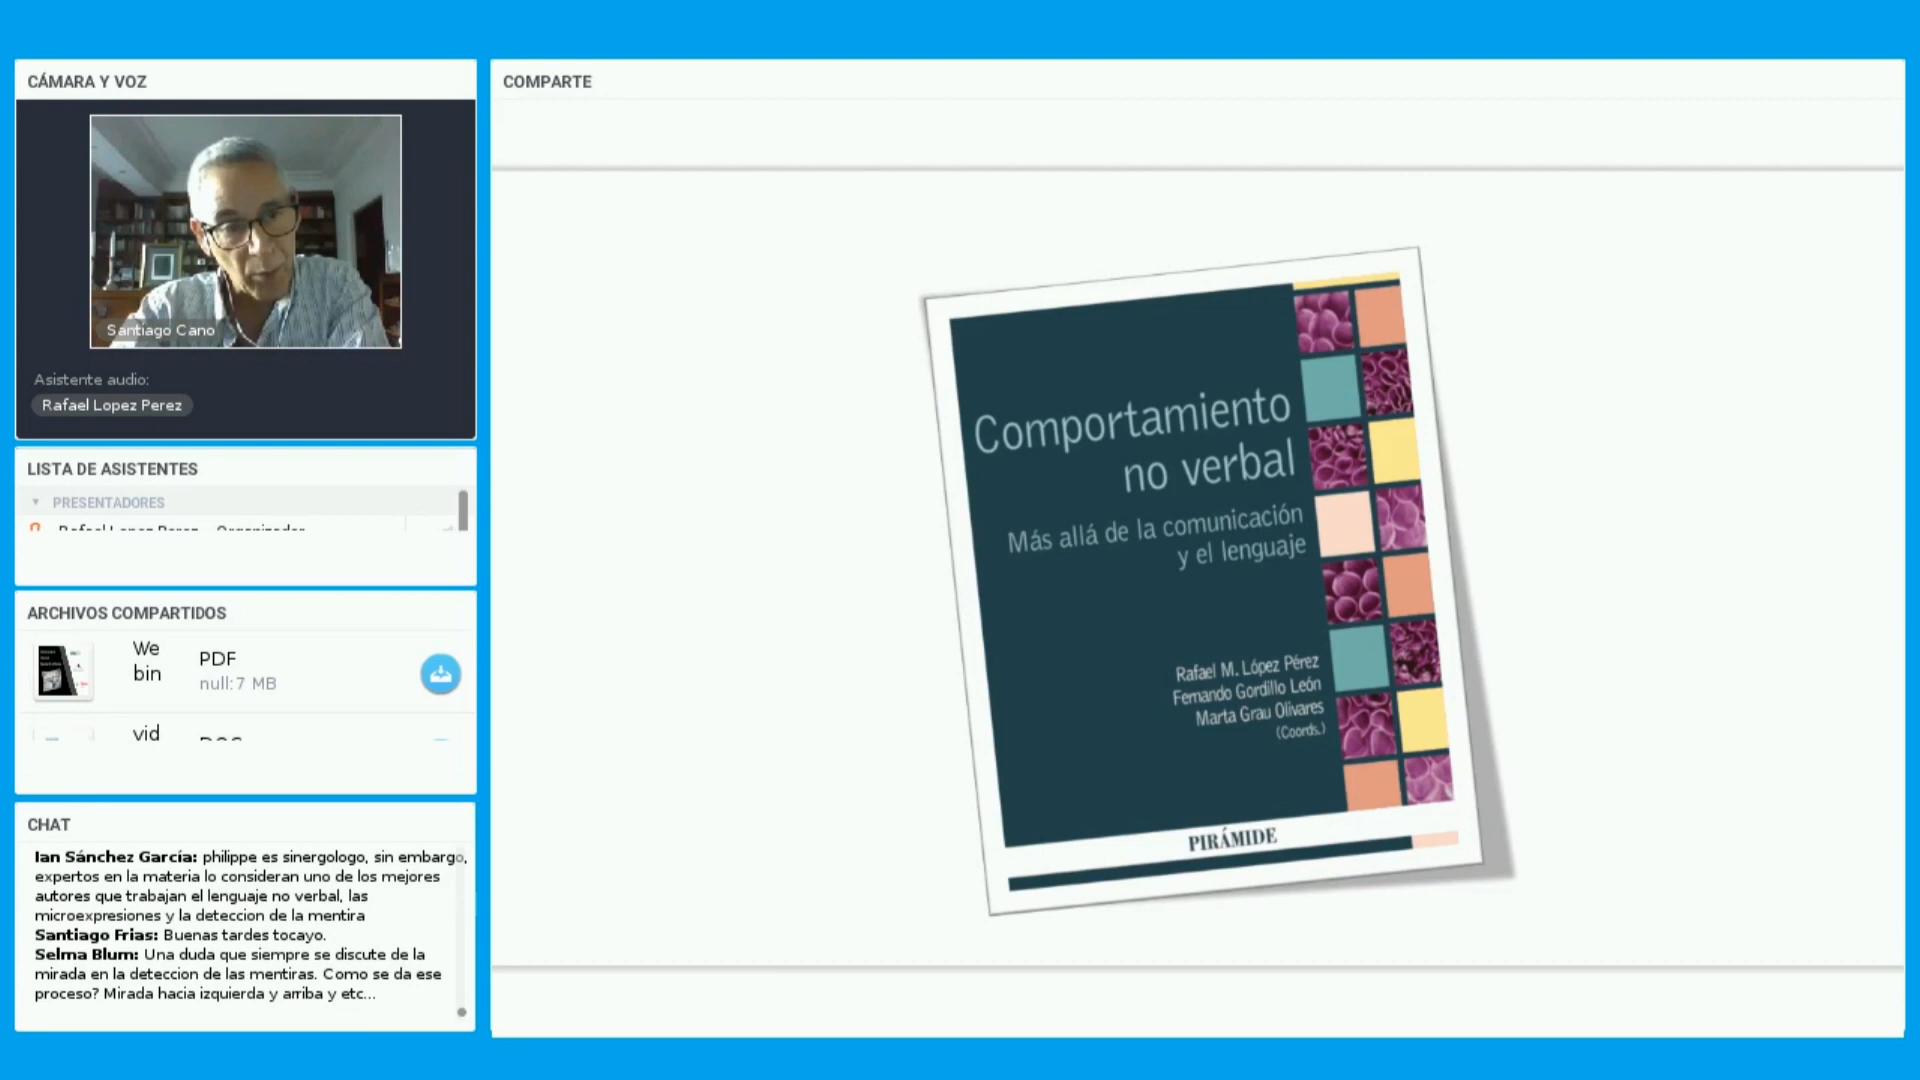 CÁMARA Y VOZ
Santiago Cano
Asistente audio:
Rafael Lopez Perez
LISTA DE ASISTENTES
PRESENTADORES
Rafael Lopez Perez - Organizador
ARCHIVOS COMPARTIDOS
We
bin
PDF
null:7 MB
vid
DOC
CHAT
Ian Sánchez García: philippe es sinergologo, sin embargo,
expertos en la materia lo consideran uno de los mejores
autores que trabajan el lenguaje no verbal, las
microexpresiones y la deteccion de la mentira
Santiago Frias: Buenas tardes tocayo.
Selma Blum: Una duda que siempre se discute de la
mirada en la deteccion de las mentiras. Como se da ese
proceso? Mirada hacia izquierda y arriba y etc...
COMPARTE
Comportamiento
no verbal
Más allá de la comunicación
y el lenguaje
Rafael M. López Pérez
Fernando Gordillo León
Marta Grau Olivares
(Coords.)
PIRÁMIDE